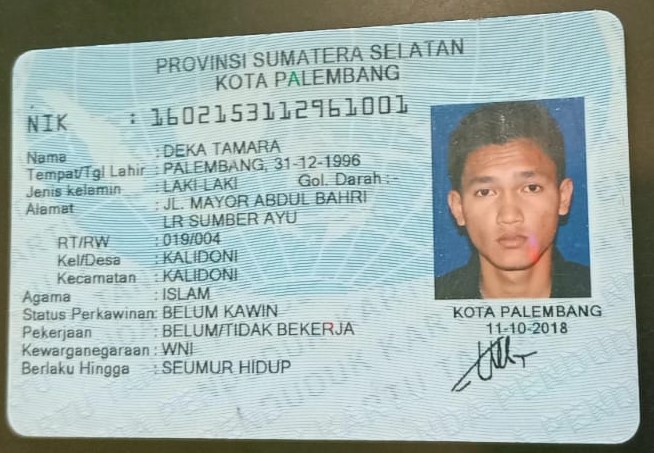 PROVINSI SUMATERA SELATAN
KOTA PALEMBANG
NIK : 1602153112961001
Nama : DEKA TAMARA
Tempat/Tgl Lahir : PALEMBANG, 31-12-1996
Jenis kelamin : LAKI-LAKI Gol. Darah :-
Alamat : JL. MAYOR ABDUL BAHRI
LR SUMBER AYU
RT/RW : 019/004
Kel/Desa : KALIDONI
Kecamatan : KALIDONI
Agama : ISLAM
Status Perkawinan: BELUM KAWIN
Pekerjaan : BELUM/TIDAK BEKERJA
Kewarganegaraan: WNI
Berlaku Hingga : SEUMUR HIDUP
KOTA PALEMBANG
11-10-2018